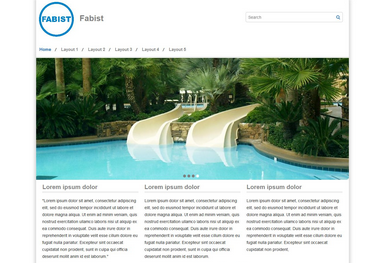 FABIST
Fabist
Search
Home / Layout 1 / Layout 2 / Layout 3 / Layout 4 / Layout 5
Lorem ipsum dolor
"Lorem ipsum dolor sit amet, consectetur adipiscing
elit, sed do eiusmod tempor incididunt ut labore et
dolore magna aliqua. Ut enim ad minim veniam, quis
nostrud exercitation ullamco laboris nisi ut aliquip ex
ea commodo consequat. Duis aute irure dolor in
reprehenderit in voluptate velit esse cillum dolore eu
fugiat nulla pariatur. Excepteur sint occaecat
cupidatat non proident, sunt in culpa qui officia
deserunt mollit anim id est laborum."
Lorem ipsum dolor
Lorem ipsum dolor sit amet, consectetur adipiscing
elit, sed do eiusmod tempor incididunt ut labore et
dolore magna aliqua. Ut enim ad minim veniam, quis
nostrud exercitation ullamco laboris nisi ut aliquip ex
ea commodo consequat. Duis aute irure dolor in
reprehenderit in voluptate velit esse cillum dolore eu
fugiat nulla pariatur. Excepteur sint occaecat
cupidatat non proident, sunt in culpa qui officia
deserunt mollit anim id est laborum.
Lorem ipsum dolor
Lorem ipsum dolor sit amet, consectetur adipiscing
elit, sed do eiusmod tempor incididunt ut labore et
dolore magna aliqua. Ut enim ad minim veniam, quis
nostrud exercitation ullamco laboris nisi ut aliquip ex
ea commodo consequat. Duis aute irure dolor in
reprehenderit in voluptate velit esse cillum dolore eu
fugiat nulla pariatur. Excepteur sint occaecat
cupidatat non proident.